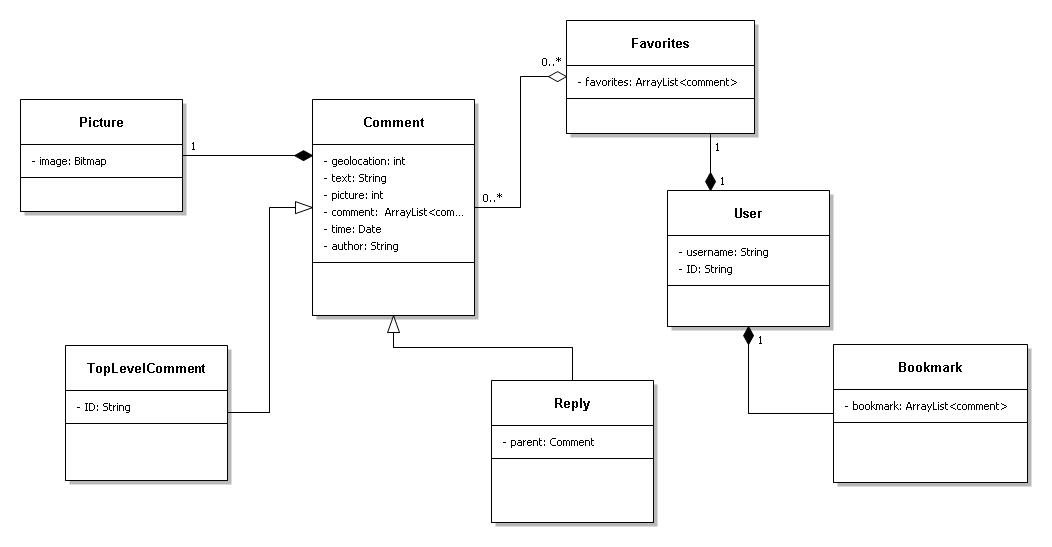 Favorites
- favorites: ArrayList<comment>
0..*
Picture
- image: Bitmap
1
Comment
- geolocation: int
- text: String
- picture: int
- comment: ArrayList<com...
- time: Date
- author: String
0..*
1
1
User
- username: String
- ID: String
1
TopLevelComment
- ID: String
Reply
- parent: Comment
Bookmark
- bookmark: ArrayList<comment>